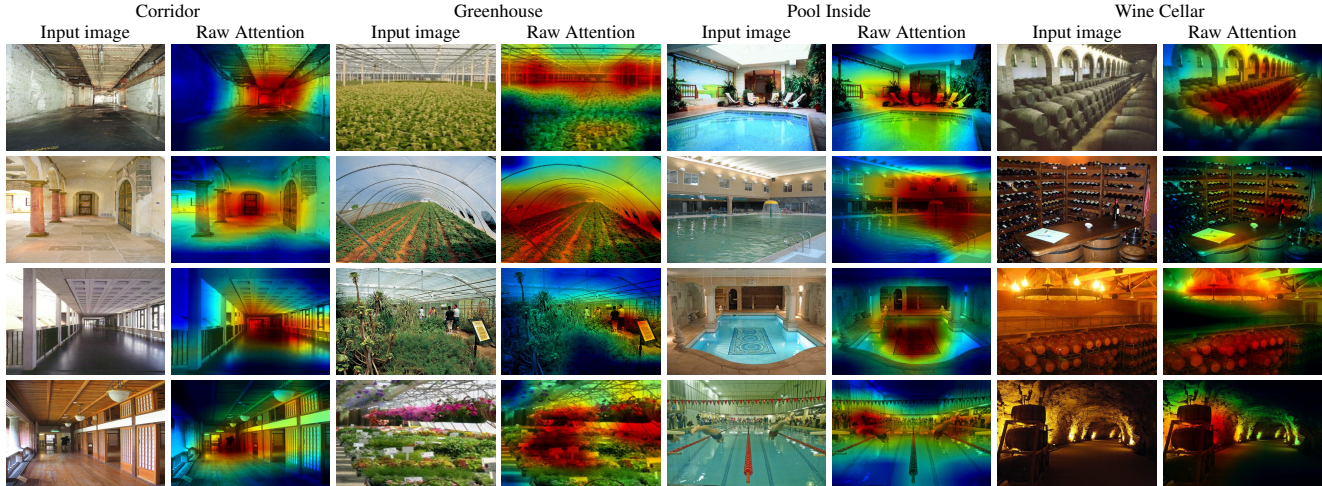 Corridor
Greenhouse
Pool Inside
Wine Cellar
Input image
Raw Attention
Input image
Raw Attention
Input image
Raw Attention
Input image
Raw Attention